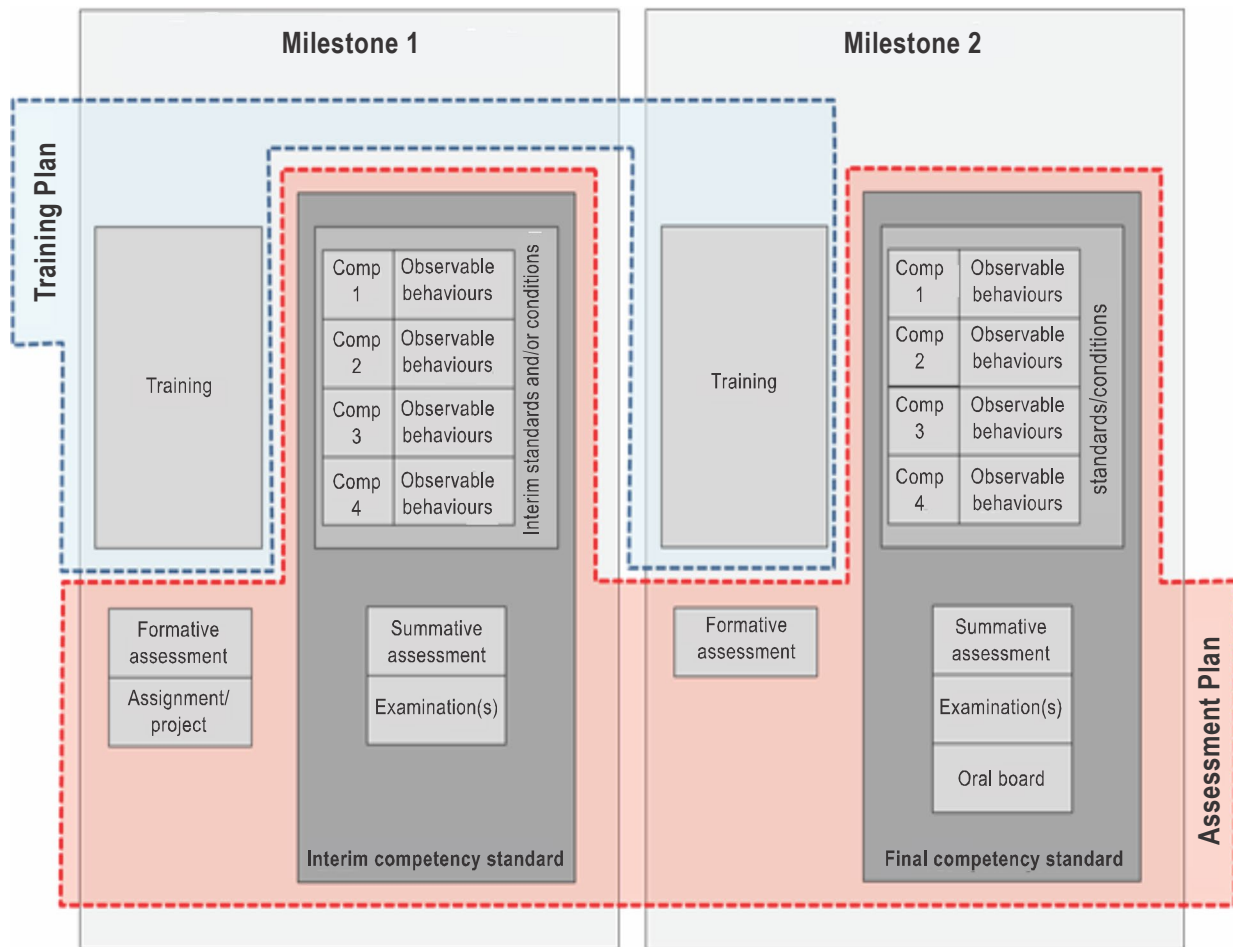 Milestone 1
Milestone 2
Training Plan
Training
Comp
1
Observable
behaviours
Comp
2
Observable
behaviours
Comp
3
Observable
behaviours
Comp
4
Observable
behaviours
Interim standards and/or conditions
Formative
assessment
Assignment/
project
Summative
assessment
Examination(s)
Interim competency standard
Training
Comp
1
Observable
behaviours
Comp
2
Observable
behaviours
Comp
3
Observable
behaviours
Comp
4
Observable
behaviours
standards/conditions
Formative
assessment
Summative
assessment
Examination(s)
Oral board
Final competency standard
Assessment Plan